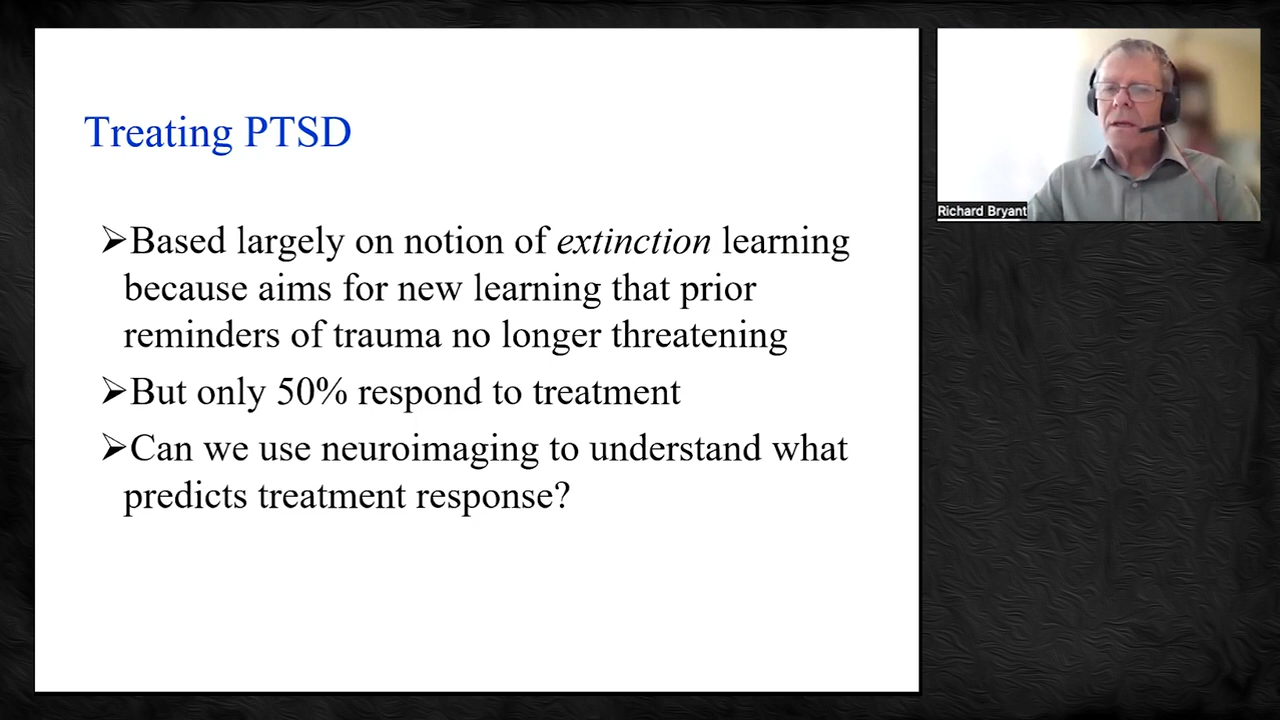 Treating PTSD
➢Based largely on notion of extinction learning
because aims for new learning that prior
reminders of trauma no longer threatening
➢But only 50% respond to treatment
➢Can we use neuroimaging to understand what
predicts treatment response?
Richard Bryant